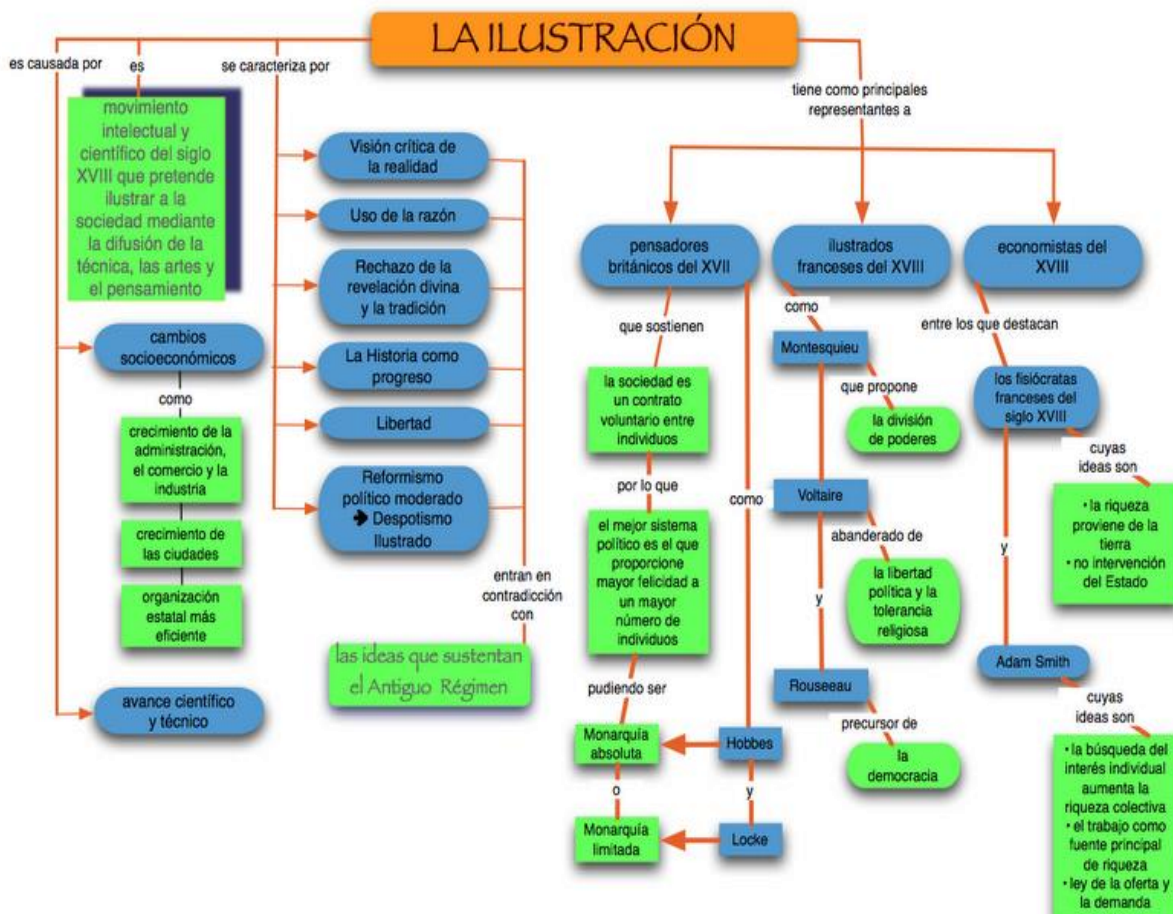 LA ILUSTRACIÓN
es causada por
es
movimiento
intelectual y
científico del siglo
XVIII que pretende
ilustrar a la
sociedad mediante
la difusión de la
técnica, las artes y
el pensamiento
cambios
socioeconómicos
como
crecimiento de la
administración,
el comercio y la
industria
crecimiento de
las ciudades
organización
estatal más
eficiente
avance científico
y técnico
se caracteriza por
Visión crítica de
la realidad
Uso de la razón
Rechazo de la
revelación divina
y la tradición
La Historia como
progreso
Libertad
Reformismo
político moderado
➔ Despotismo
Ilustrado
entran en
contradicción
con
las ideas que sustentan
el Antiguo Régimen
tiene como principales
representantes a
pensadores
británicos del XVII
que sostienen
la sociedad es
un contrato
voluntario entre
individuos
por lo que
el mejor sistema
político es el que
proporcione
mayor felicidad a
un mayor
número de
individuos
pudiendo ser
Monarquía
absoluta
o
Monarquía
limitada
como
Hobbes
y
Locke
ilustrados
franceses del XVIII
como
Montesquieu
que propone
la división
de poderes
Voltaire
abanderado de
la libertad
política y la
tolerancia
religiosa
y
Rouseeau
precursor de
la
democracia
economistas del
XVIII
entre los que destacan
los fisiócratas
franceses del
siglo XVIII
cuyas
ideas son
• la riqueza
proviene de la
tierra
• no intervención
del Estado
y
Adam Smith
cuyas
ideas son
• la búsqueda del
interés individual
aumenta la
riqueza colectiva
• el trabajo como
fuente principal
de riqueza
• ley de la oferta y
la demanda